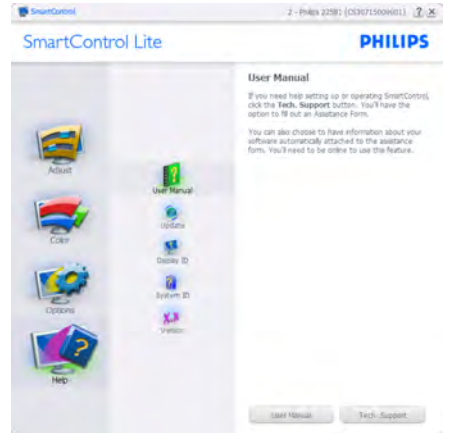 SmartControl
2 - Philips 225B1 (CS30715009001)
? X
SmartControl Lite
PHILIPS
User Manual
If you need help setting up or operating SmartControl,
click the Tech. Support button. You'll have the
option to fill out an Assistance Form.
You can also choose to have information about your
software automatically attached to the assistance
form. You'll need to be online to use the feature.
Adjust
Color
Options
Help
User Manual
Update
Display ID
System ID
Version
User Manual
Tech. Support